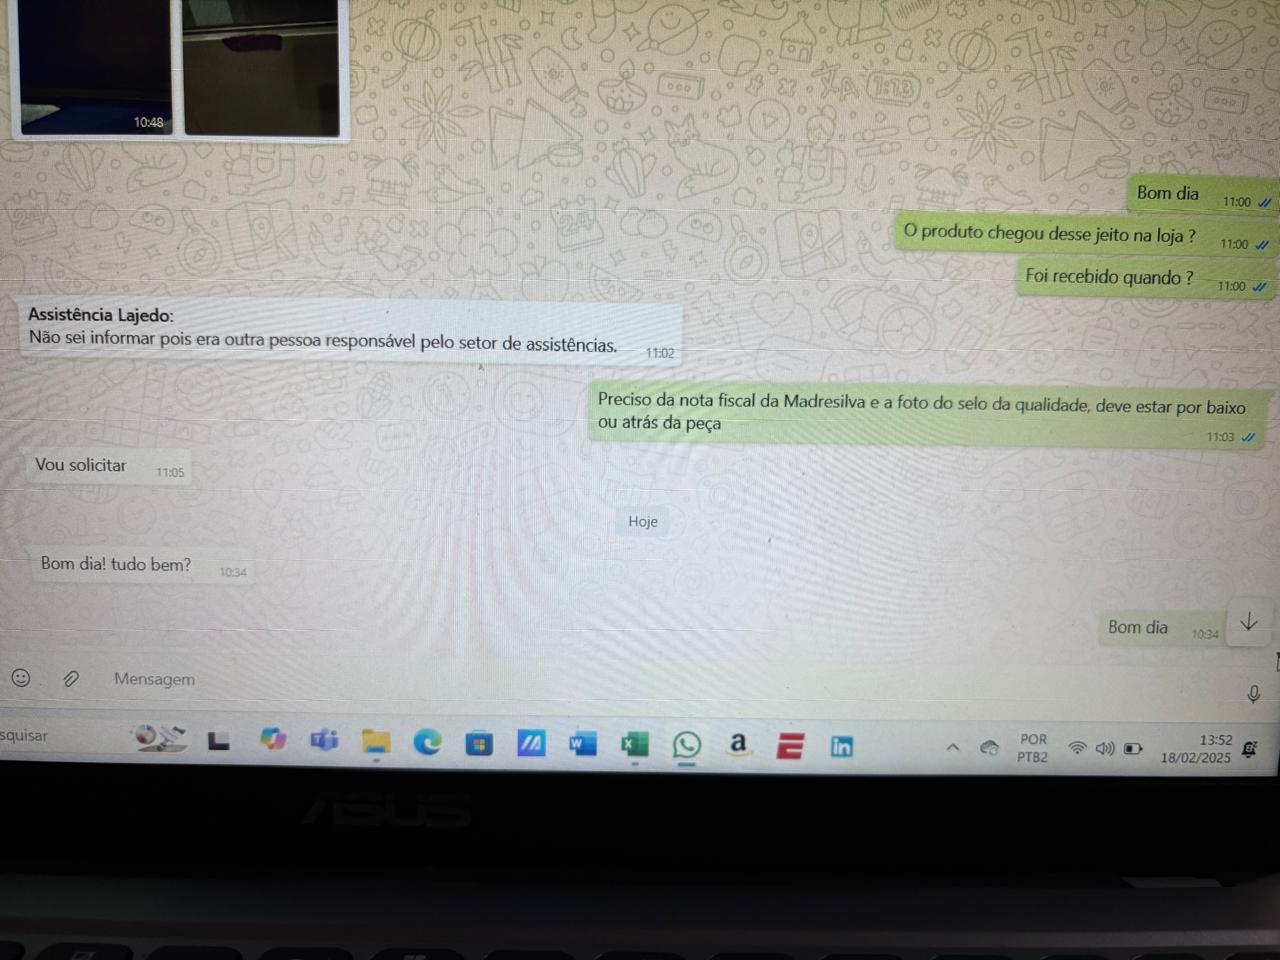 10:48
Bom dia 11:00
O produto chegou desse jeito na loja ? 11:00
Foi recebido quando ? 11:00
Assistência Lajedo:
Não sei informar pois era outra pessoa responsável pelo setor de assistências. 11:02
Preciso da nota fiscal da Madresilva e a foto do selo da qualidade, deve estar por baixo
ou atrás da peça 11:03
Vou solicitar 11:05
Hoje
Bom dia! tudo bem? 10:34
Bom dia 10:34
Mensagem
squisar
POR
PTB2
13:52
18/02/2025
ASUS